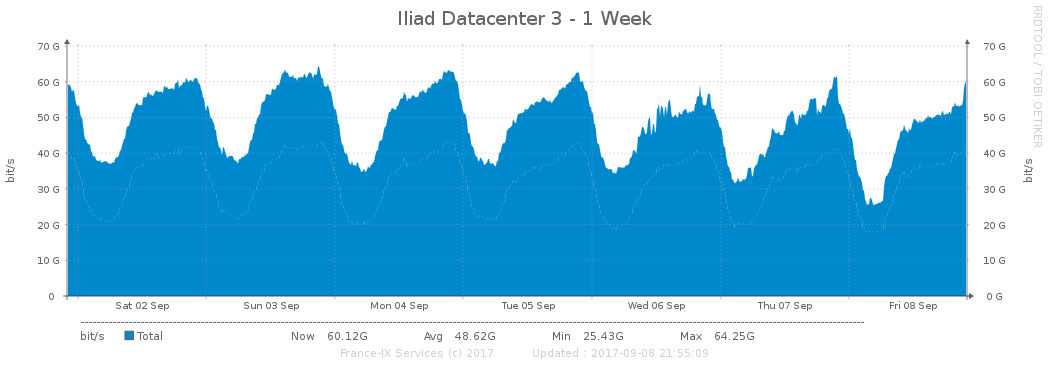 Iliad Datacenter 3 - 1 Week
RRDTOOL / TOBI OETIKER
bit/s
70 G 70 G
60 G 60 G
50 G 50 G
40 G 40 G
30 G 30 G
20 G 20 G
10 G 10 G
0 0 G
bit/s
Sat 02 Sep Sun 03 Sep Mon 04 Sep Tue 05 Sep Wed 06 Sep Thu 07 Sep Fri 08 Sep
bit/s Total Now 60.12G Avg 48.62G Min 25.43G Max 64.25G
France-IX Services (c) 2017 Updated : 2017-09-08 21:55:09